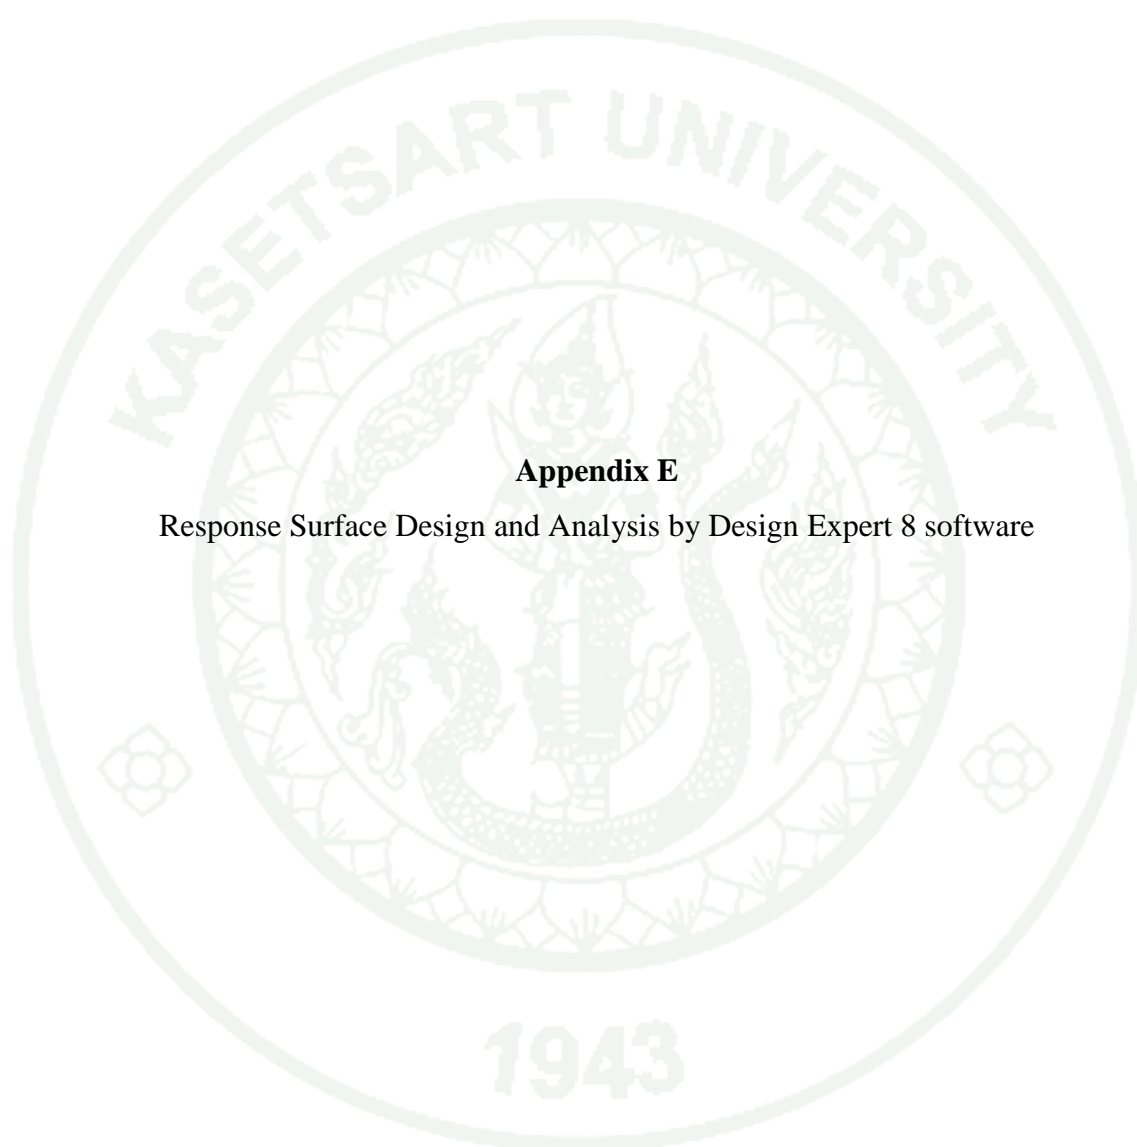 KASETSART UNIVERSITY
Appendix E
Response Surface Design and Analysis by Design Expert 8 software
1943